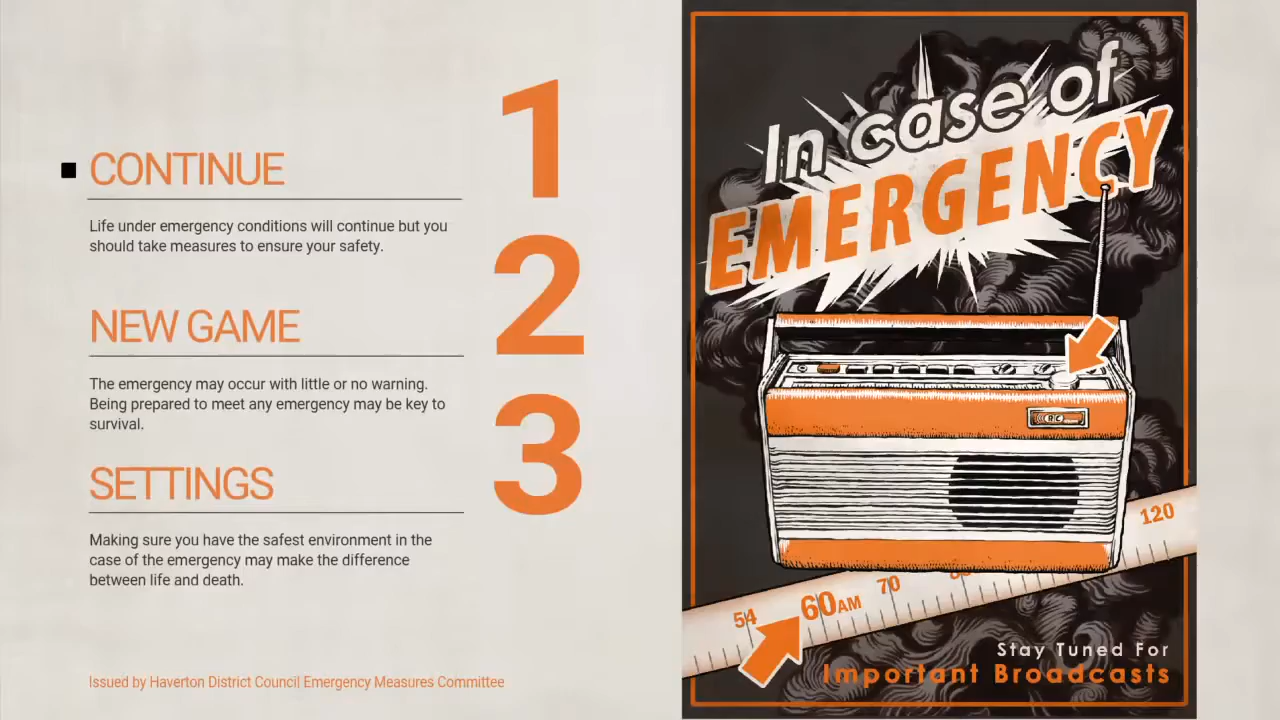 CONTINUE
1
Life under emergency conditions will continue but you
should take measures to ensure your safety.
NEW GAME
2
The emergency may occur with little or no warning.
Being prepared to meet any emergency may be key to
survival.
SETTINGS
3
Making sure you have the safest environment in the
case of the emergency may make the difference
between life and death.
Issued by Haverton District Council Emergency Measures Committee
In case of
EMERGENCY
54 60AM 70 120
Stay Tuned For
Important Broadcasts